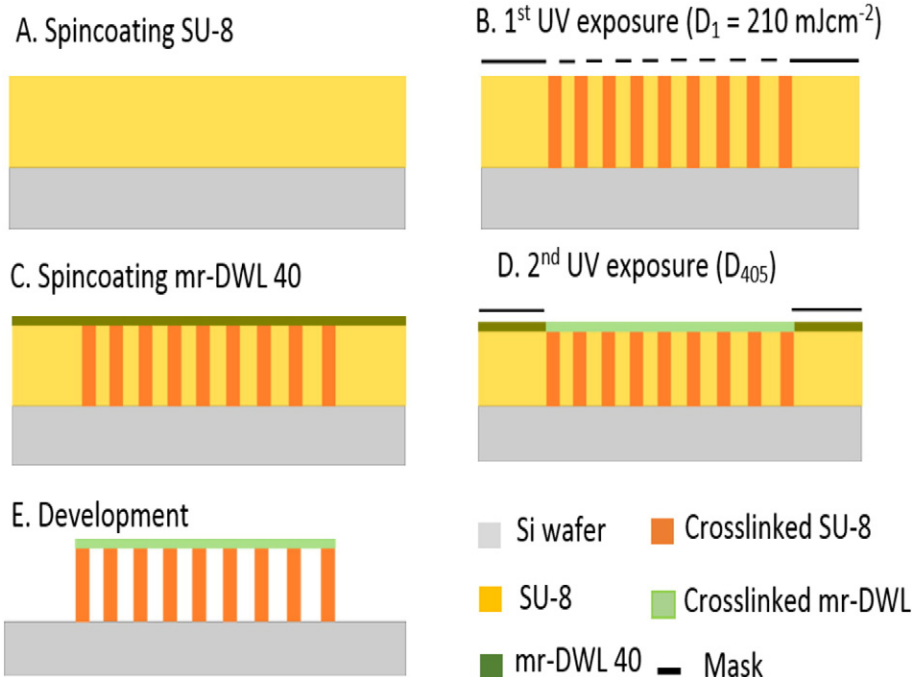 A. Spincoating SU-8
B. 1st UV exposure (D1 = 210 mJcm-2)
C. Spincoating mr-DWL 40
D. 2nd UV exposure (D405)
E. Development
Si wafer
Crosslinked SU-8
SU-8
Crosslinked mr-DWL
mr-DWL 40
Mask